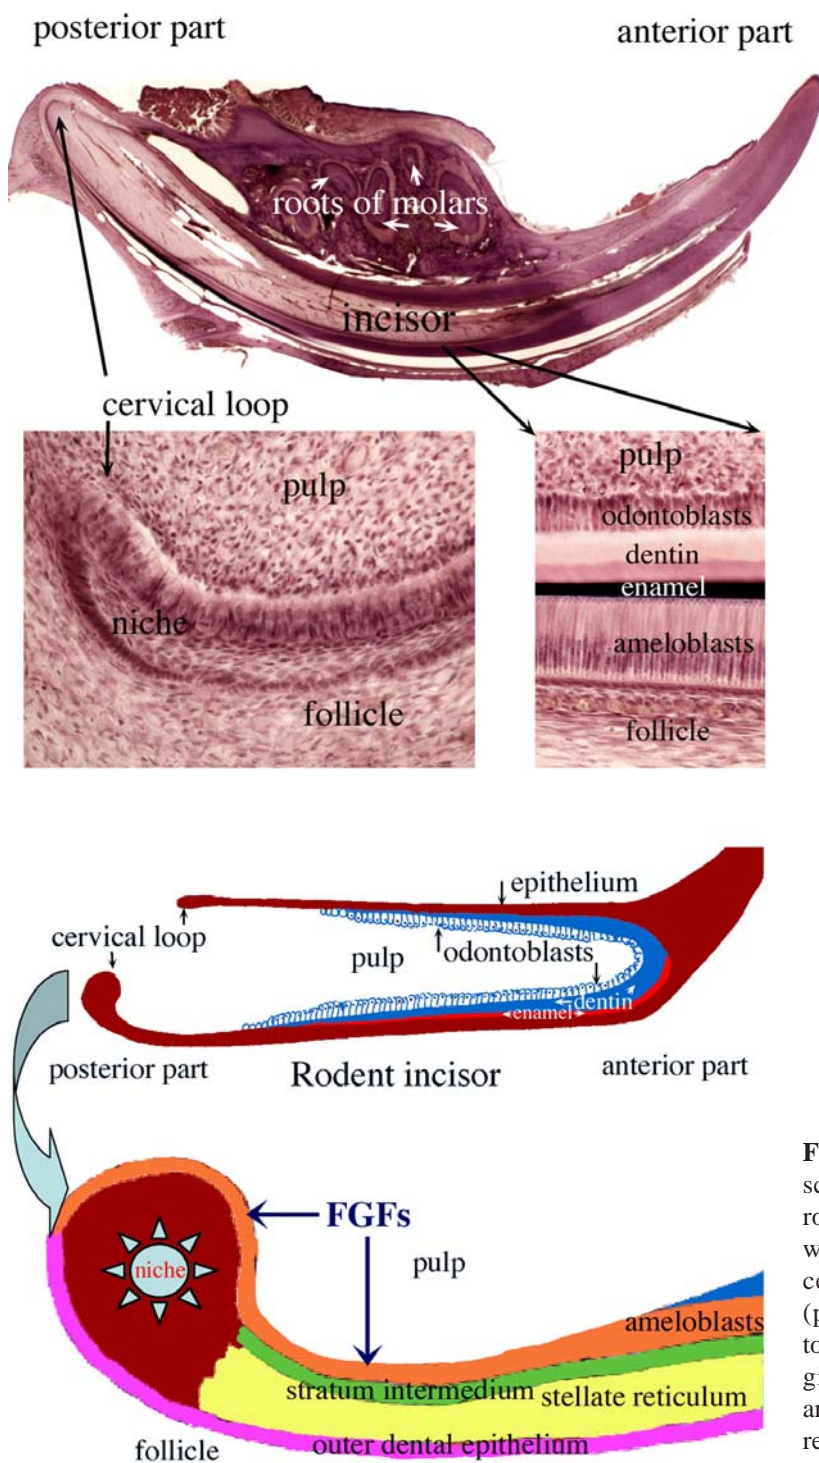 posterior part
anterior part
roots of molars
incisor
cervical loop
pulp
niche
follicle
pulp
odontoblasts
dentin
enamel
ameloblasts
follicle
epithelium
cervical loop
pulp
odontoblasts
dentin
enamel
posterior part
Rodent incisor
anterior part
FGFs
niche
pulp
ameloblasts
stratum intermedium
stellate reticulum
follicle
outer dental epithelium